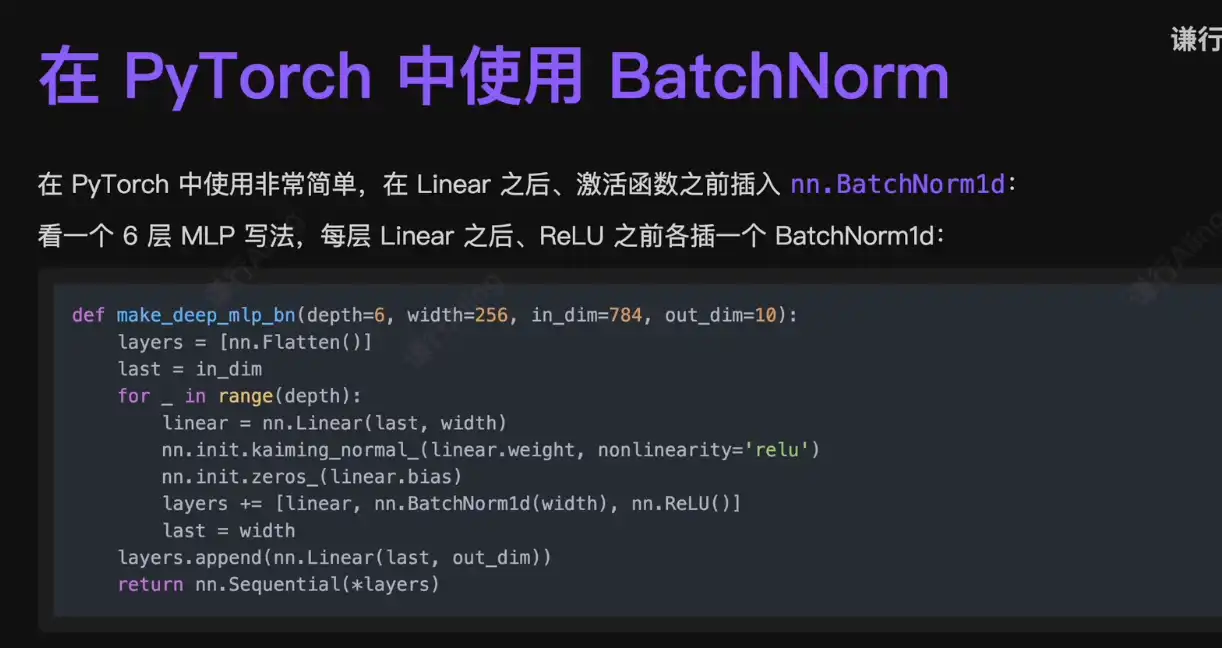 谦行
在 PyTorch 中使用 BatchNorm
在 PyTorch 中使用非常简单，在 Linear 之后、激活函数之前插入 nn.BatchNorm1d：
看一个 6 层 MLP 写法，每层 Linear 之后、ReLU 之前各插一个 BatchNorm1d：
def make_deep_mlp_bn(depth=6, width=256, in_dim=784, out_dim=10):
    layers = [nn.Flatten()]
    last = in_dim
    for _ in range(depth):
        linear = nn.Linear(last, width)
        nn.init.kaiming_normal_(linear.weight, nonlinearity='relu')
        nn.init.zeros_(linear.bias)
        layers += [linear, nn.BatchNorm1d(width), nn.ReLU()]
        last = width
    layers.append(nn.Linear(last, out_dim))
    return nn.Sequential(*layers)